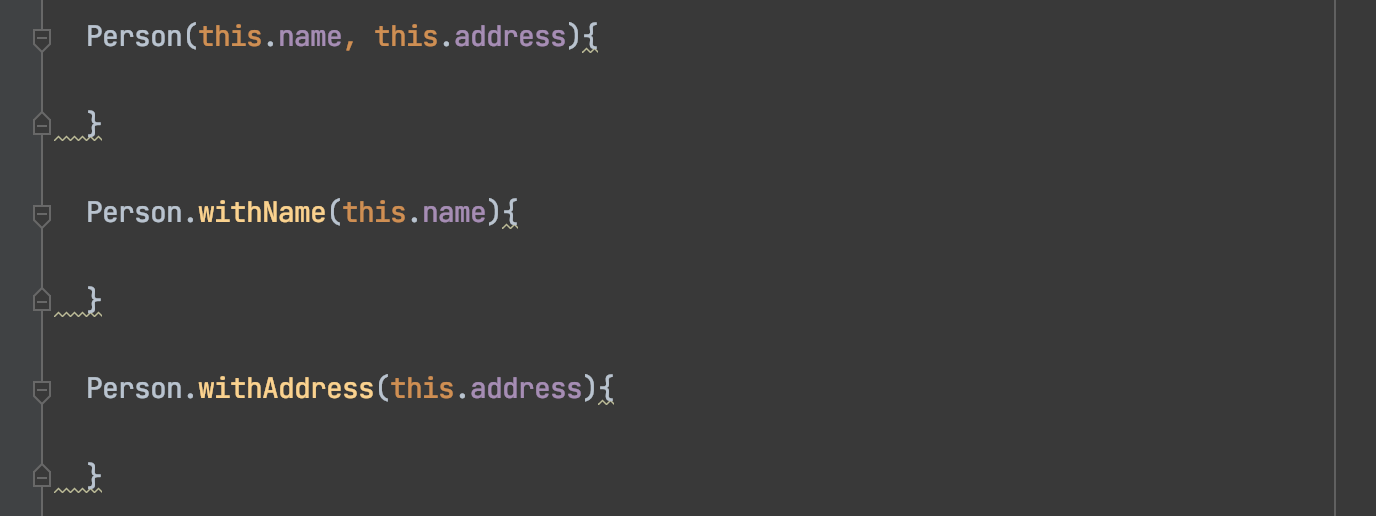 Person(this.name, this.address){
}
Person.withName(this.name){
}
Person.withAddress(this.address){
}